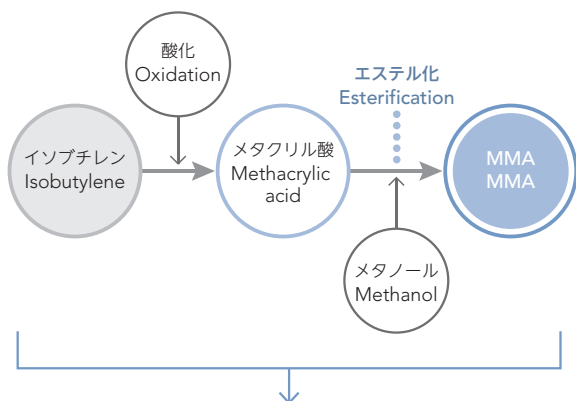 酸化
Oxidation
エステル化
Esterification
イソブチレン
Isobutylene
メタクリル酸
Methacrylic
acid
MMA
MMA
メタノール
Methanol